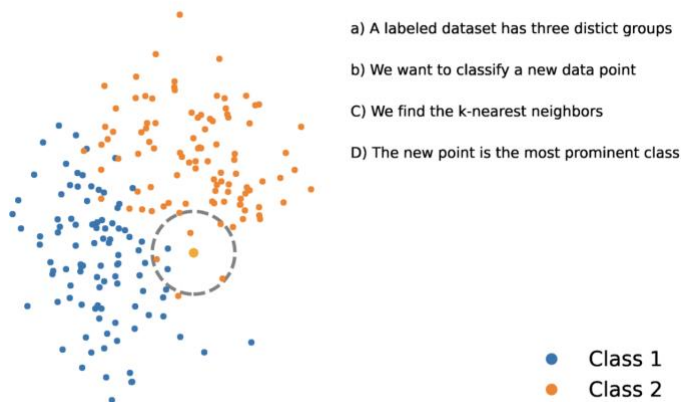 a) A labeled dataset has three distict groups
b) We want to classify a new data point
C) We find the k-nearest neighbors
D) The new point is the most prominent class
Class 1
Class 2